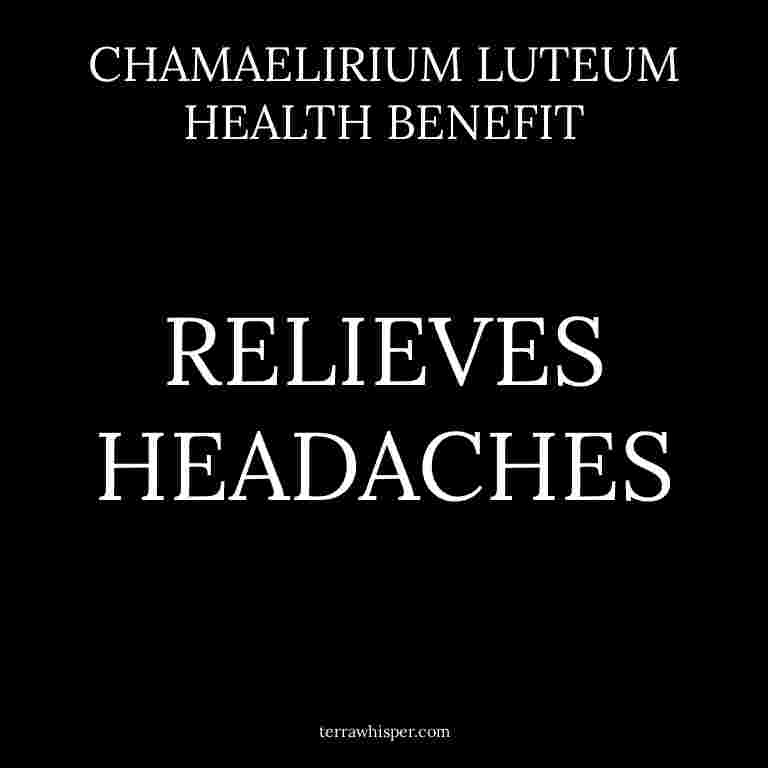 CHAMAELIRIUM LUTEUM
HEALTH BENEFIT
RELIEVES
HEADACHES
terrawhisper.com